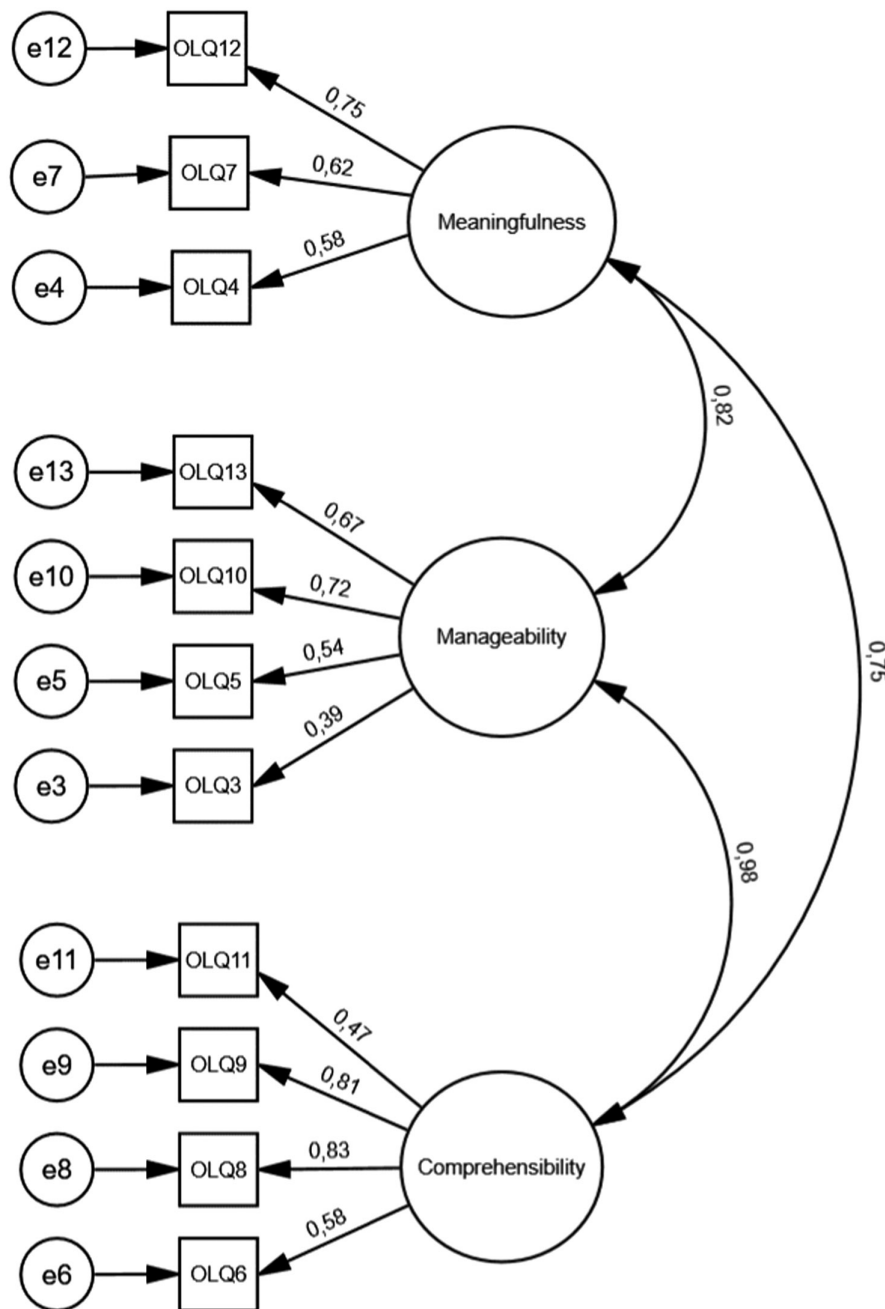 e12
OLQ12
0,75
e7
OLQ7
0,62
Meaningfulness
e4
OLQ4
0,58
0,82
e13
OLQ13
0,67
e10
OLQ10
0,72
Manageability
e5
OLQ5
0,54
0,75
e3
OLQ3
0,39
0,98
e11
OLQ11
0,47
e9
OLQ9
0,81
e8
OLQ8
0,83
Comprehensibility
e6
OLQ6
0,58